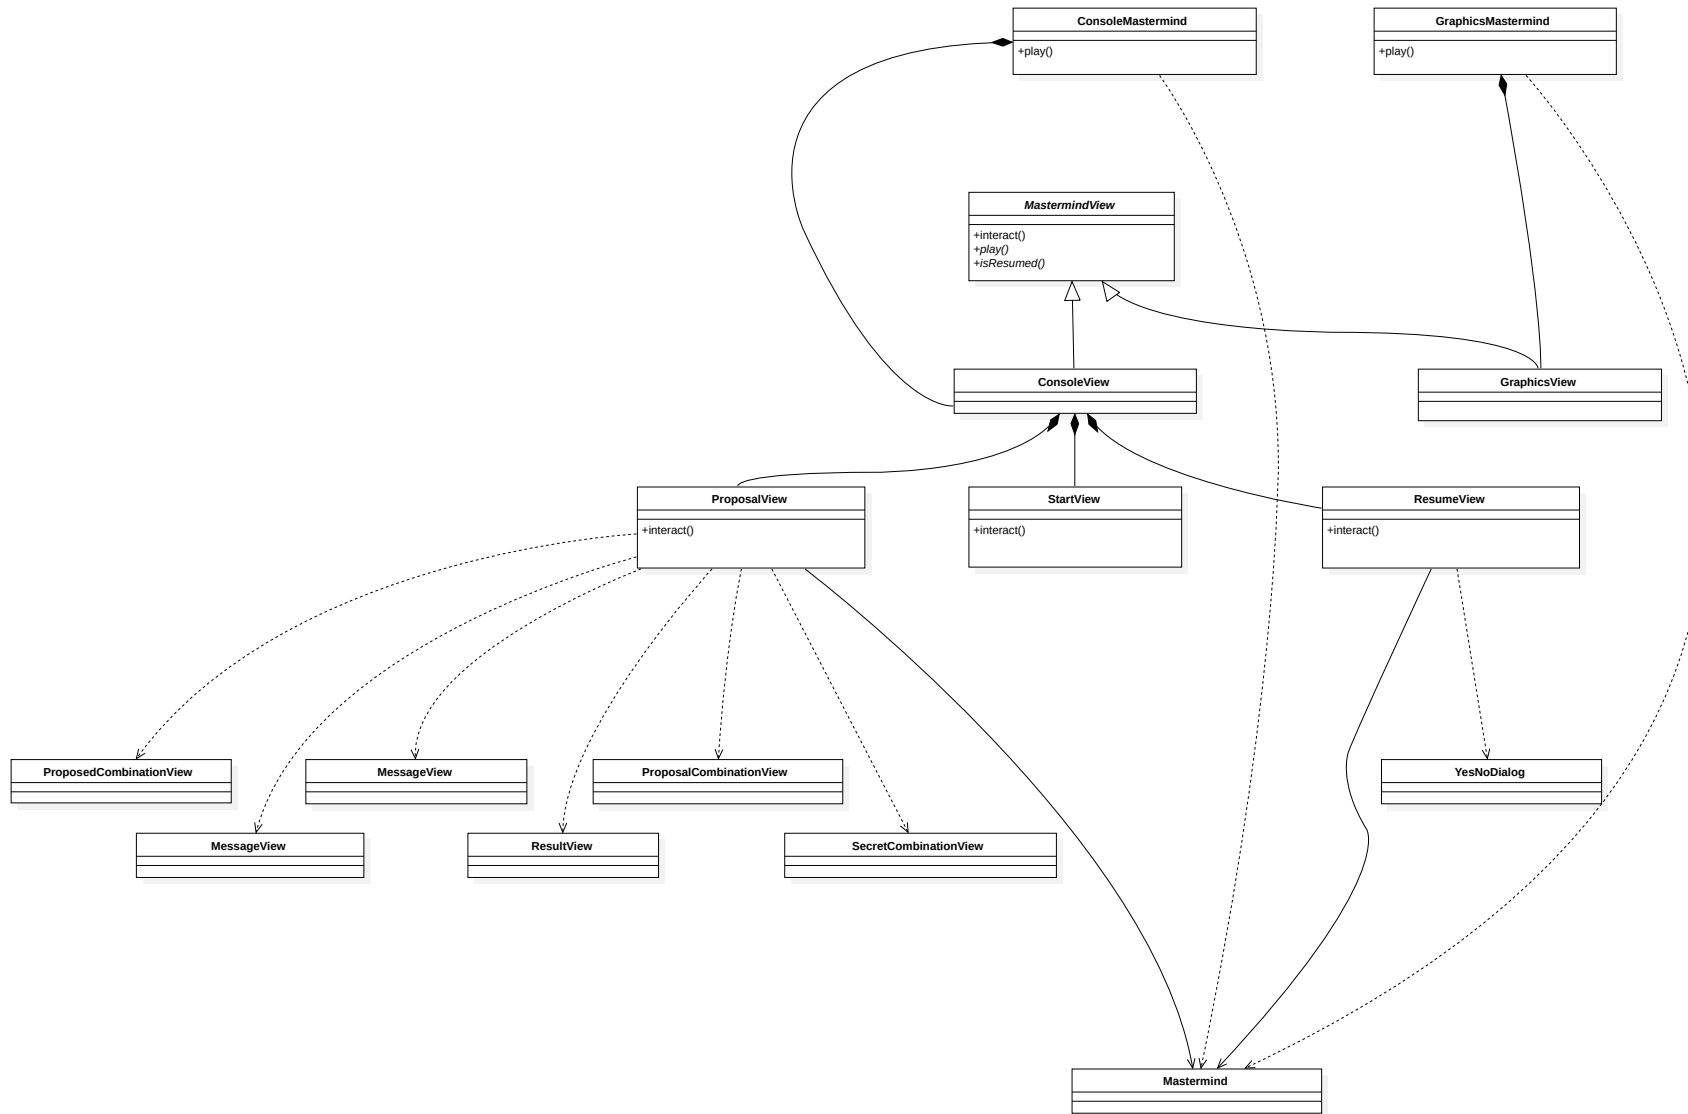 ConsoleMastermind
+play()
GraphicsMastermind
+play()
MastermindView
+interact()
+play()
+isResumed()
ConsoleView
GraphicsView
ProposalView
+interact()
StartView
+interact()
ResumeView
+interact()
ProposedCombinationView
MessageView
ProposalCombinationView
YesNoDialog
MessageView
ResultView
SecretCombinationView
Mastermind